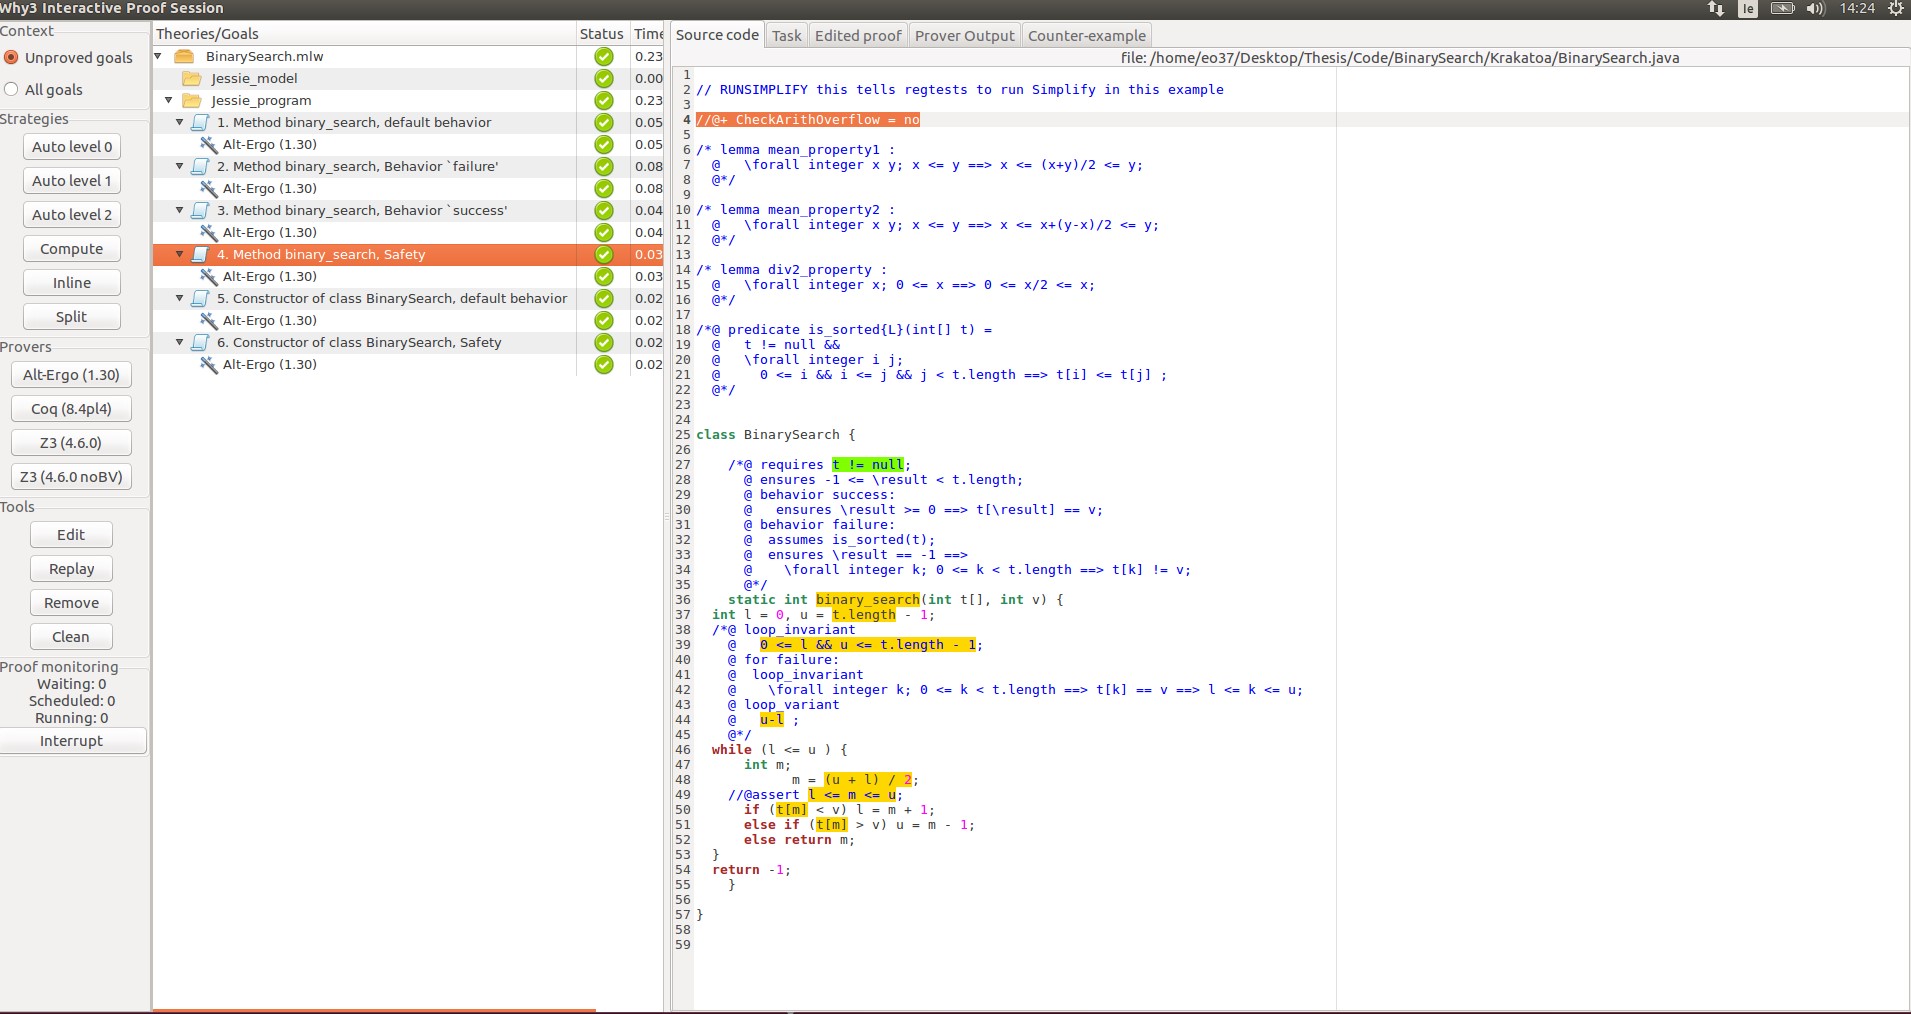 Why3 Interactive Proof Session
le
14:24
Context
Unproved goals
All goals
Strategies
Auto level 0
Auto level 1
Auto level 2
Compute
Inline
Split
Provers
Alt-Ergo (1.30)
Coq (8.4pl4)
Z3 (4.6.0)
Z3 (4.6.0 noBV)
Tools
Edit
Replay
Remove
Clean
Proof monitoring
Waiting: 0
Scheduled: 0
Running: 0
Interrupt
Theories/Goals Status Time
BinarySearch.mlw 0.23
Jessie_model 0.00
Jessie_program 0.23
1. Method binary_search, default behavior 0.05
Alt-Ergo (1.30) 0.05
2. Method binary_search, Behavior `failure' 0.08
Alt-Ergo (1.30) 0.08
3. Method binary_search, Behavior `success' 0.04
Alt-Ergo (1.30) 0.04
4. Method binary_search, Safety 0.03
Alt-Ergo (1.30) 0.03
5. Constructor of class BinarySearch, default behavior 0.02
Alt-Ergo (1.30) 0.02
6. Constructor of class BinarySearch, Safety 0.02
Alt-Ergo (1.30) 0.02
Source code Task Edited proof Prover Output Counter-example
file: /home/eo37/Desktop/Thesis/Code/BinarySearch/Krakatoa/BinarySearch.java
1
2 // RUNSIMPLIFY this tells regtests to run Simplify in this example
3
4 //@+ CheckArithOverflow = no
5
6 /* lemma mean_property1 :
7   @   \forall integer x y; x <= y ==> x <= (x+y)/2 <= y;
8   @*/
9
10 /* lemma mean_property2 :
11   @   \forall integer x y; x <= y ==> x <= x+(y-x)/2 <= y;
12   @*/
13
14 /* lemma div2_property :
15   @   \forall integer x; 0 <= x ==> 0 <= x/2 <= x;
16   @*/
17
18 /*@ predicate is_sorted{L}(int[] t) =
19   @   t != null &&
20   @   \forall integer i j;
21   @     0 <= i && i <= j && j < t.length ==> t[i] <= t[j] ;
22   @*/
23
24
25 class BinarySearch {
26
27     /*@ requires t != null;
28       @ ensures -1 <= \result < t.length;
29       @ behavior success:
30       @   ensures \result >= 0 ==> t[\result] == v;
31       @ behavior failure:
32       @  assumes is_sorted(t);
33       @  ensures \result == -1 ==>
34       @    \forall integer k; 0 <= k < t.length ==> t[k] != v;
35       @*/
36     static int binary_search(int t[], int v) {
37   int l = 0, u = t.length - 1;
38   /*@ loop_invariant
39     @   0 <= l && u <= t.length - 1;
40     @ for failure:
41     @  loop_invariant
42     @    \forall integer k; 0 <= k < t.length ==> t[k] == v ==> l <= k <= u;
43     @ loop_variant
44     @   u-l ;
45     @*/
46   while (l <= u ) {
47       int m;
48             m = (u + l) / 2;
49     //@assert l <= m <= u;
50       if (t[m] < v) l = m + 1;
51       else if (t[m] > v) u = m - 1;
52       else return m;
53   }
54   return -1;
55     }
56
57 }
58
59